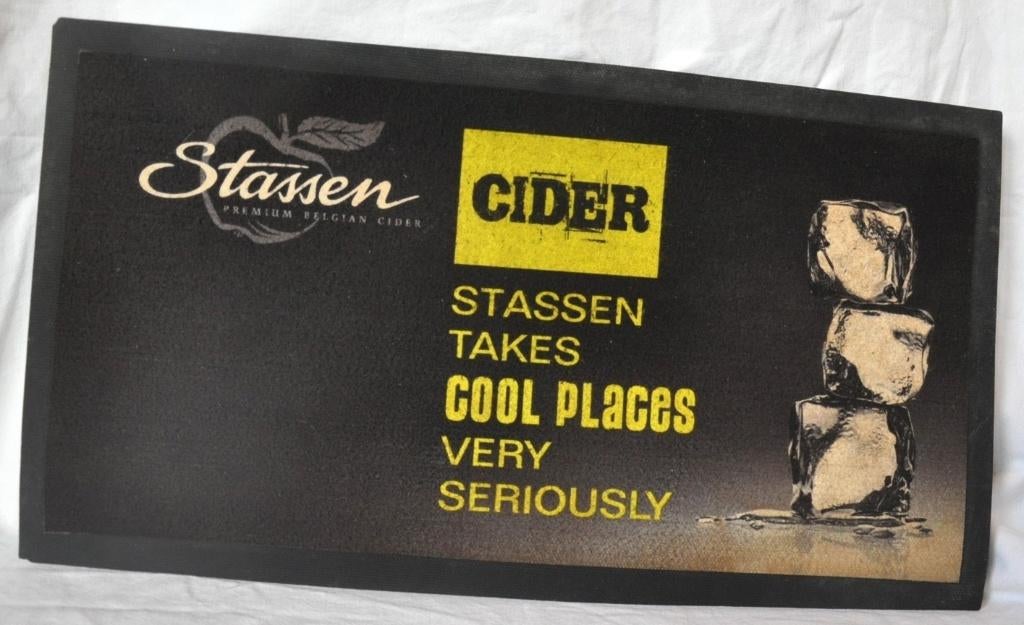 Stassen
PREMIUM BELGIAN CIDER
CIDER
STASSEN
TAKES
COOL PLaCeS
VERY
SERIOUSLY